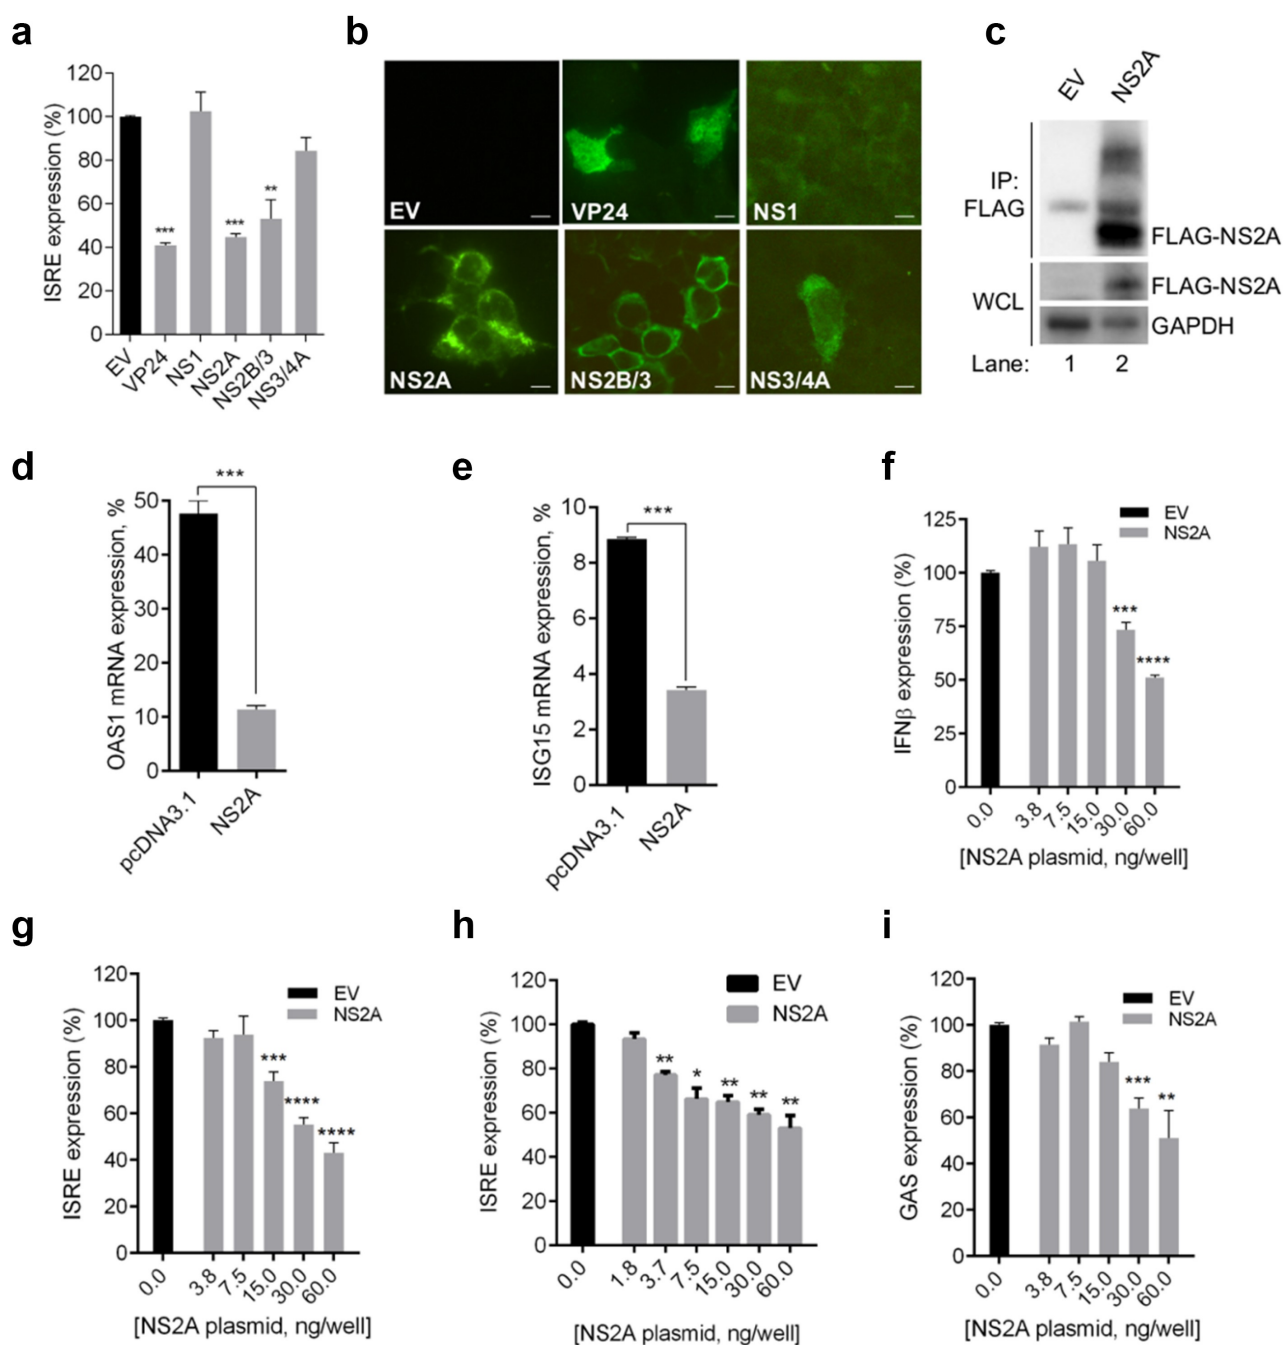 a
ISRE expression (%)
120
100
80
60
40
20
0
***
***
**
EV
VP24
NS1
NS2A
NS2B/3
NS3/4A
b
EV
VP24
NS1
NS2A
NS2B/3
NS3/4A
c
EV
NS2A
IP:
FLAG
FLAG-NS2A
WCL
FLAG-NS2A
GAPDH
Lane: 1 2
d
OAS1 mRNA expression, %
50
40
30
20
10
0
***
pcDNA3.1
NS2A
e
ISG15 mRNA expression, %
10
8
6
4
2
0
***
pcDNA3.1
NS2A
f
EV
NS2A
IFNβ expression (%)
125
100
75
50
25
0
***
****
0.0
3.8
7.5
15.0
30.0
60.0
[NS2A plasmid, ng/well]
g
EV
NS2A
ISRE expression (%)
120
100
80
60
40
20
0
***
****
****
0.0
3.8
7.5
15.0
30.0
60.0
[NS2A plasmid, ng/well]
h
EV
NS2A
ISRE expression (%)
120
100
80
60
40
20
0
**
*
**
**
**
0.0
1.8
3.7
7.5
15.0
30.0
60.0
[NS2A plasmid, ng/well]
i
EV
NS2A
GAS expression (%)
120
100
80
60
40
20
0
***
**
0.0
3.8
7.5
15.0
30.0
60.0
[NS2A plasmid, ng/well]